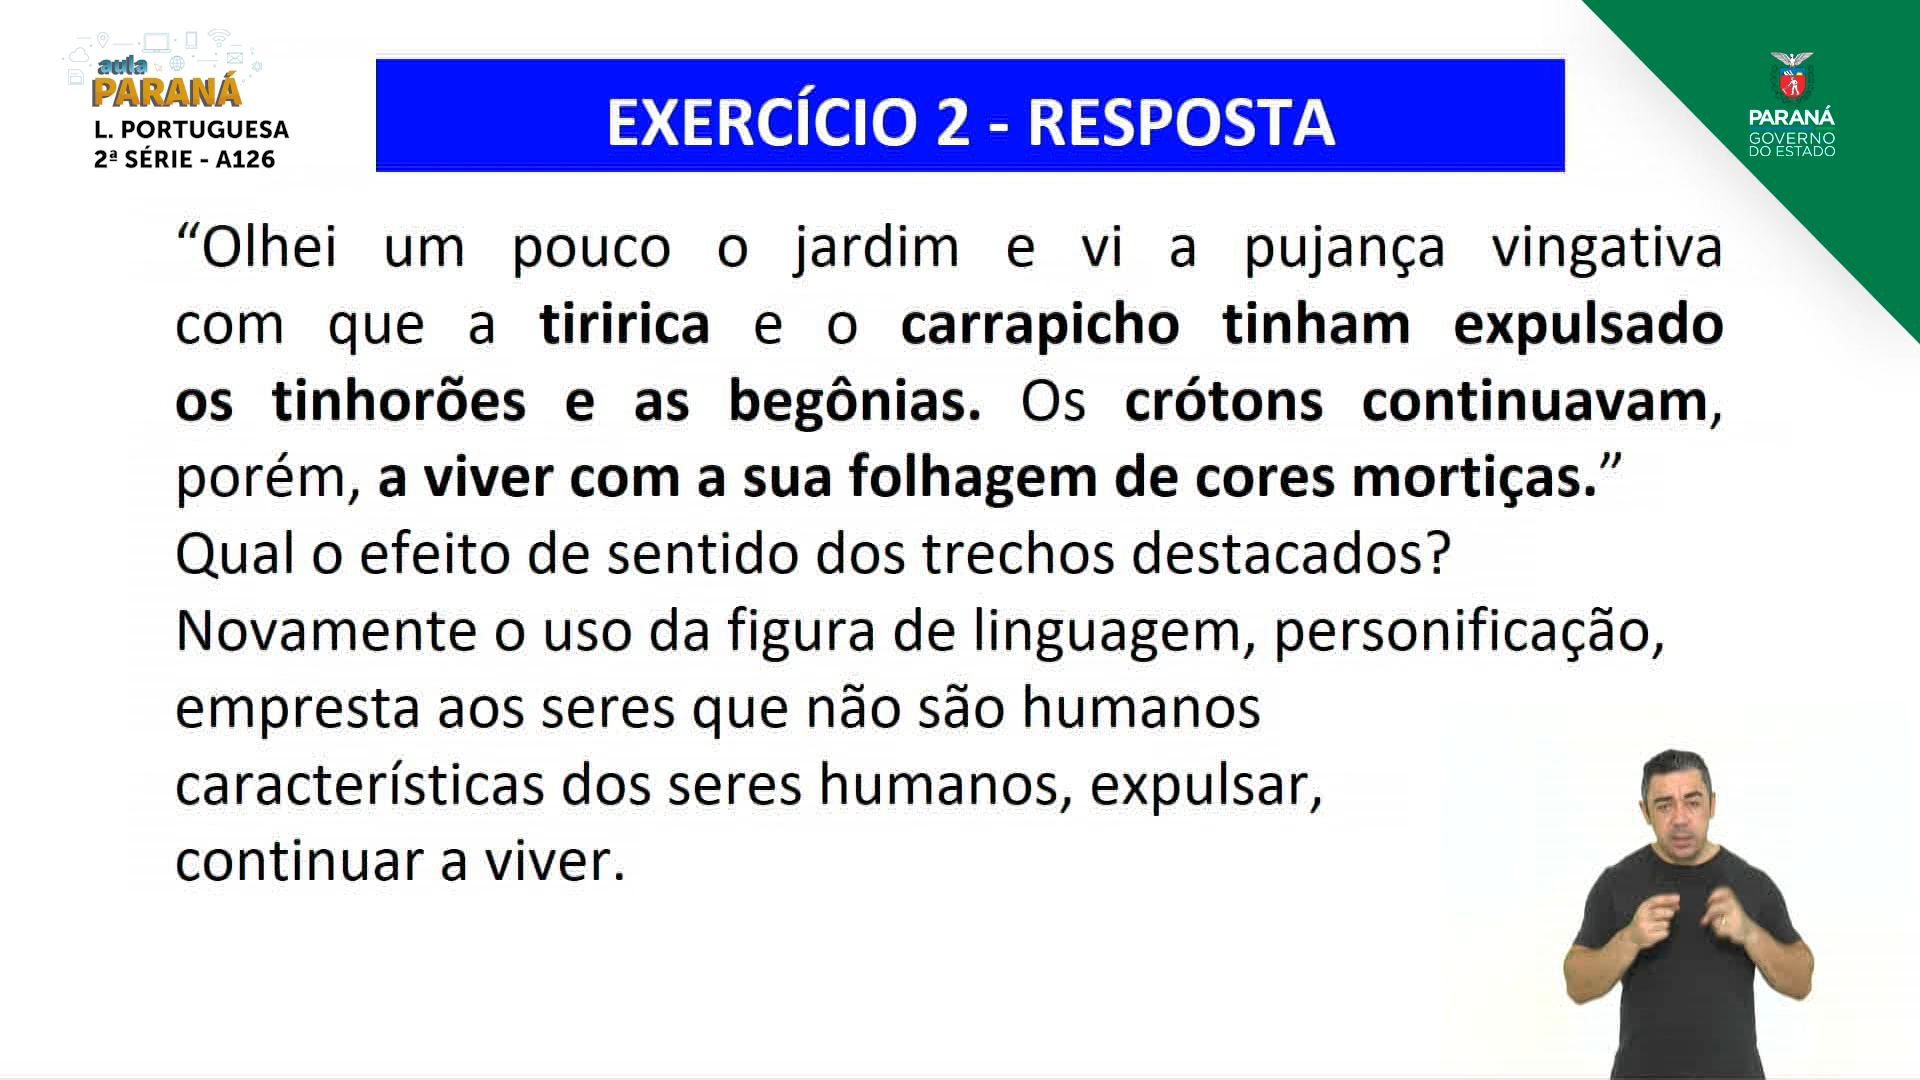 aula
PARANÁ
L. PORTUGUESA
2ª SÉRIE - A126
EXERCÍCIO 2 - RESPOSTA
PARANÁ
GOVERNO
DO ESTADO
“Olhei um pouco o jardim e vi a pujança vingativa
com que a tiririca e o carrapicho tinham expulsado
os tinhorões e as begônias. Os crótons continuavam,
porém, a viver com a sua folhagem de cores mortiças.”
Qual o efeito de sentido dos trechos destacados?
Novamente o uso da figura de linguagem, personificação,
empresta aos seres que não são humanos
características dos seres humanos, expulsar,
continuar a viver.